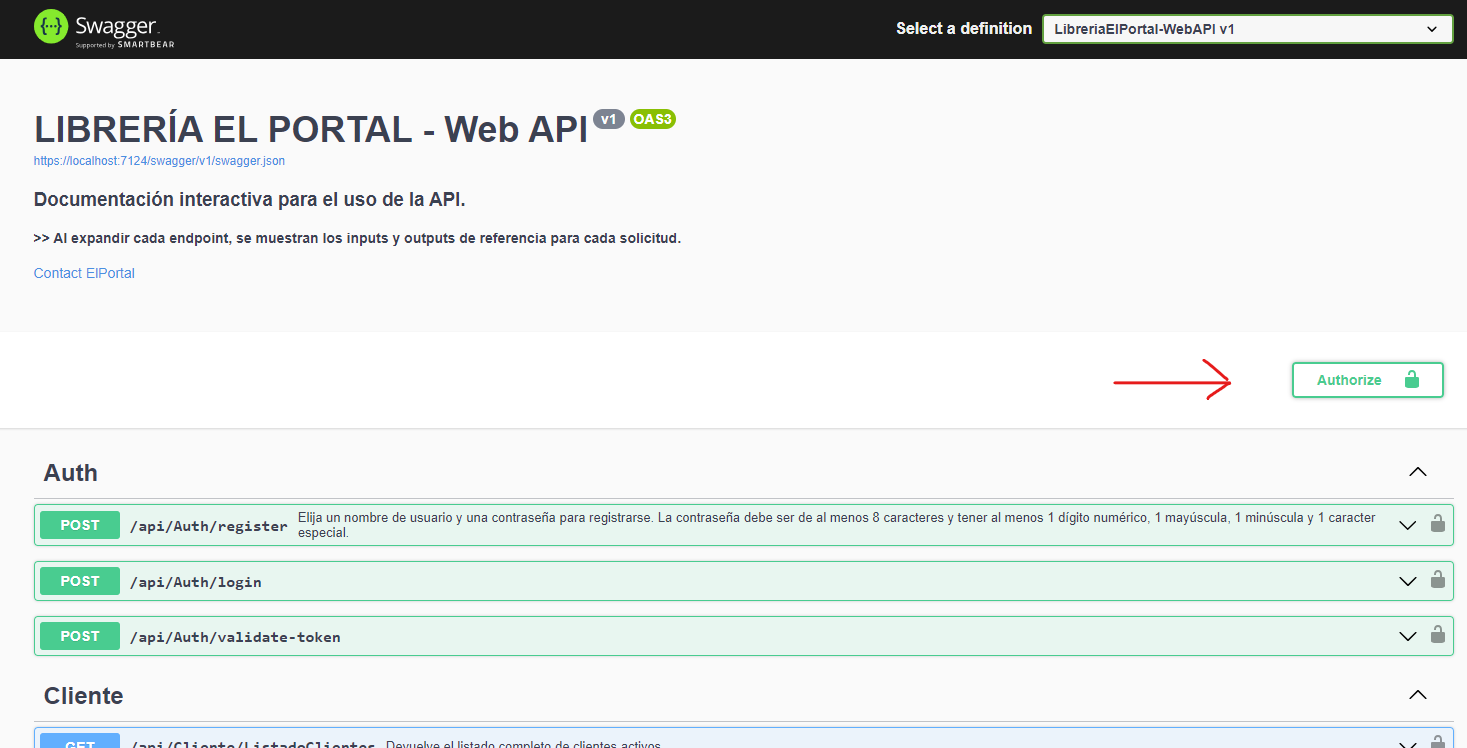 Swagger
Supported by SMARTBEAR
Select a definition
LibreriaElPortal-WebAPI v1
LIBRERÍA EL PORTAL - Web API v1 OAS3
https://localhost:7124/swagger/v1/swagger.json
Documentación interactiva para el uso de la API.
>> Al expandir cada endpoint, se muestran los inputs y outputs de referencia para cada solicitud.
Contact ElPortal
Authorize
Auth
POST /api/Auth/register Elija un nombre de usuario y una contraseña para registrarse. La contraseña debe ser de al menos 8 caracteres y tener al menos 1 dígito numérico, 1 mayúscula, 1 minúscula y 1 caracter
especial.
POST /api/Auth/login
POST /api/Auth/validate-token
Cliente
GET /api/Cliente/ListadoClientes Devuelve el listado completo de clientes activos.